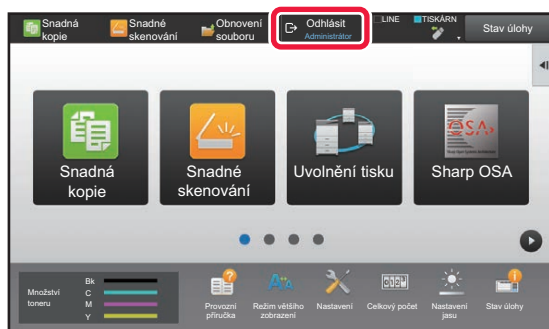 Snadná
kopie
Snadné
skenování
Obnovení
souboru
Odhlásit
Administrátor
LINE
TISKÁRN
Stav úlohy
Snadná
kopie
Snadné
skenování
Uvolnění tisku
OSA
Sharp OSA
Množství
toneru
Bk
C
M
Y
Provozní
příručka
Režim většího
zobrazení
Nastavení
Celkový počet
Nastavení
jasu
Stav úlohy